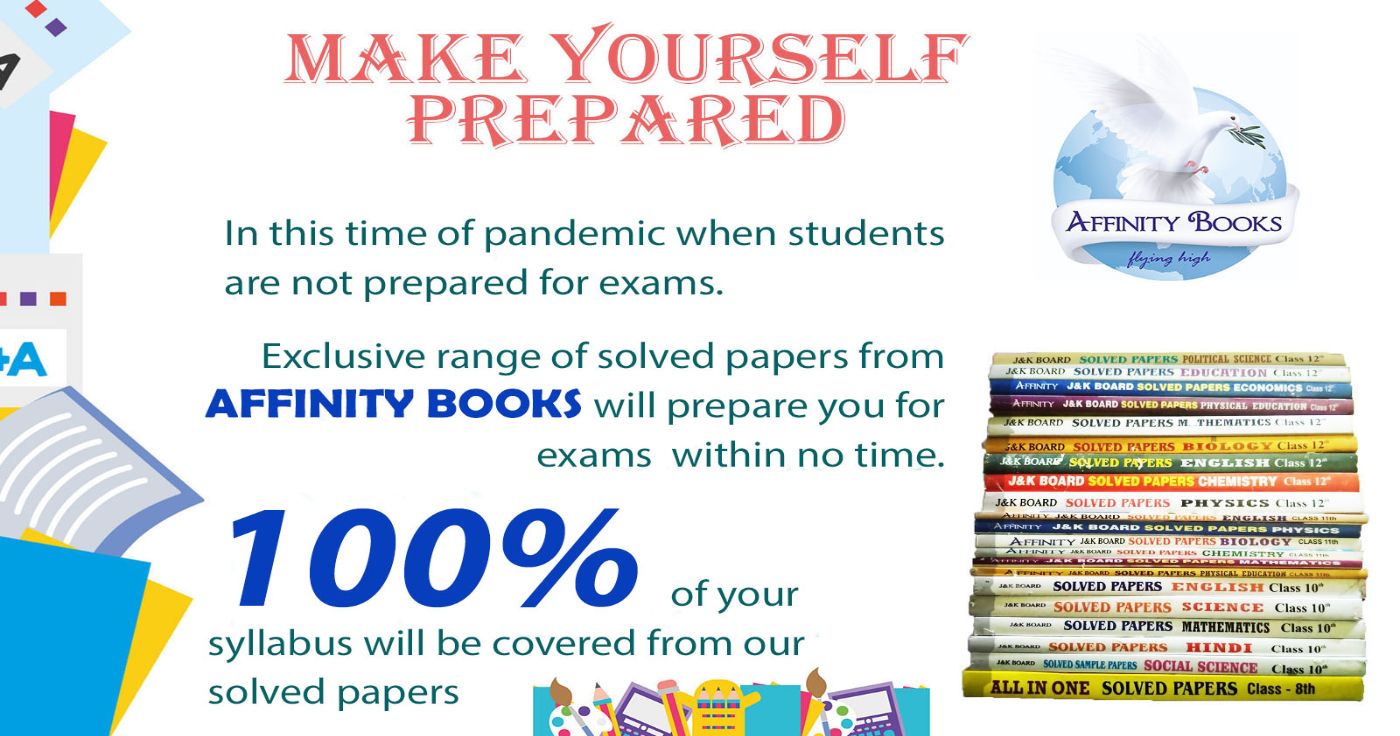 MAKE YOURSELF
PREPARED
In this time of pandemic when students
are not prepared for exams.
Exclusive range of solved papers from
AFFINITY BOOKS will prepare you for
exams within no time.
100% of your
syllabus will be covered from our
solved papers
A
+A
AFFINITY BOOKS
flying high
J&K BOARD SOLVED PAPERS POLITICAL SCIENCE Class 12th
J&K BOARD SOLVED PAPERS EDUCATION Class 12th
AFFINITY J&K BOARD SOLVED PAPERS ECONOMICS Class 12th
AFFINITY J&K BOARD SOLVED PAPERS PHYSICAL EDUCATION Class 12th
J&K BOARD SOLVED PAPERS M THEMATICS Class 12th
J&K BOARD SOLVED PAPERS BIOLOGY Class 12th
J&K BOARD SOLVED PAPERS ENGLISH Class 12th
J&K BOARD SOLVED PAPERS CHEMISTRY Class 12th
J&K BOARD SOLVED PAPERS PHYSICS Class 12th
AFFINITY J&K BOARD SOLVED PAPERS ENGLISH CLASS 11th
AFFINITY J&K BOARD SOLVED PAPERS PHYSICS
AFFINITY J&K BOARD SOLVED PAPERS BIOLOGY CLASS 11th
AFFINITY J&K BOARD SOLVED PAPERS CHEMISTRY CLASS 11th
J&K BOARD SOLVED PAPERS MATHEMATICS
AFFINITY J&K BOARD SOLVED PAPERS PHYSICAL EDUCATION CLASS 11th
J&K BOARD SOLVED PAPERS ENGLISH Class 10th
J&K BOARD SOLVED PAPERS SCIENCE Class 10th
J&K BOARD SOLVED PAPERS MATHEMATICS Class 10th
J&K BOARD SOLVED PAPERS HINDI Class 10th
J&K BOARD SOLVED SAMPLE PAPERS SOCIAL SCIENCE Class 10th
ALL IN ONE SOLVED PAPERS Class - 8th